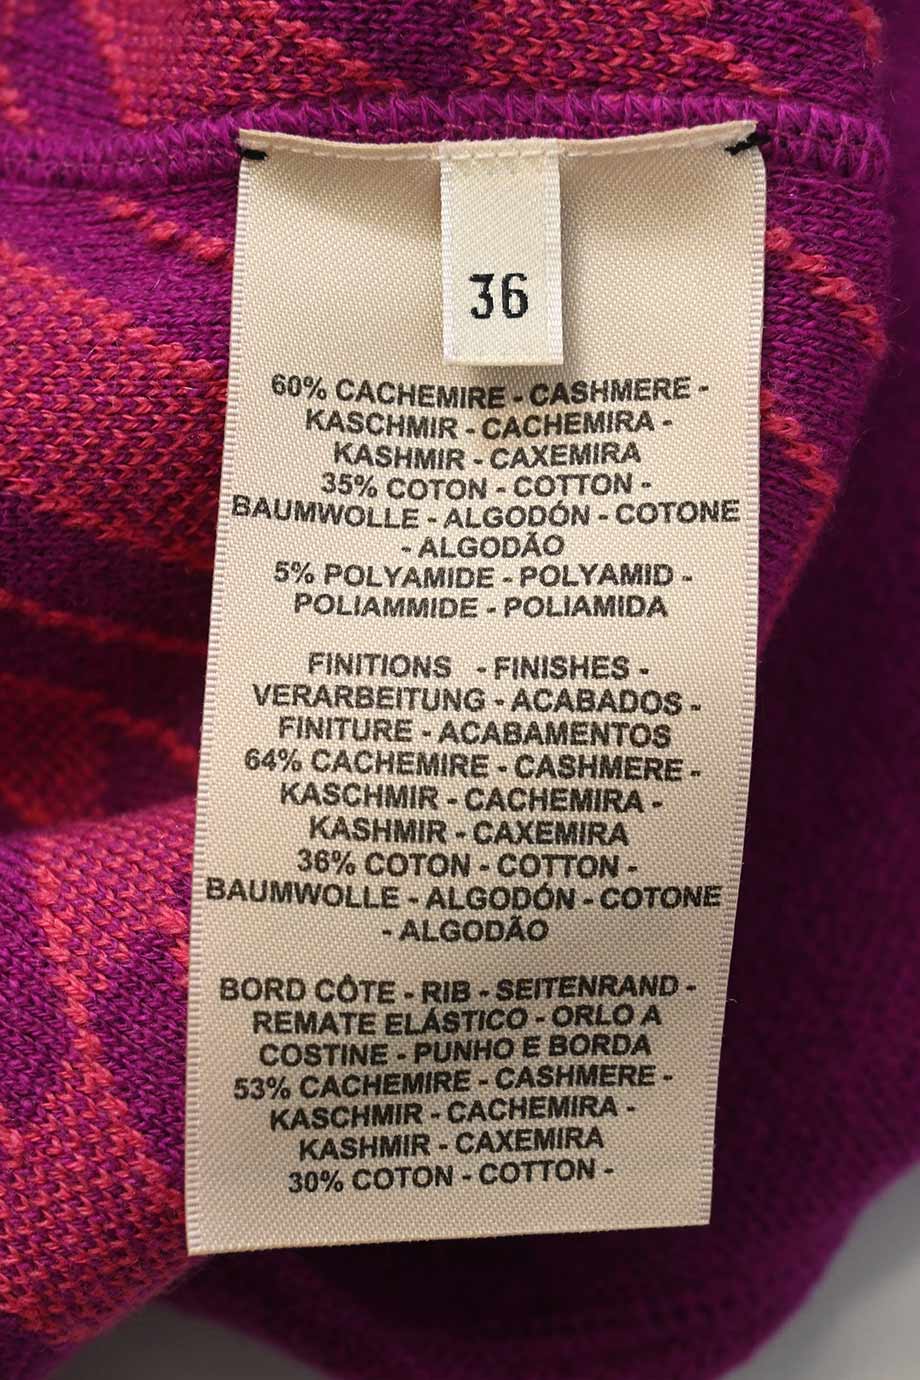 36
60% CACHEMIRE - CASHMERE -
KASCHMIR - CACHEMIRA -
KASHMIR - CAXEMIRA
35% COTON - COTTON -
BAUMWOLLE - ALGODÓN - COTONE
- ALGODÃO
5% POLYAMIDE - POLYAMID -
POLIAMMIDE - POLIAMIDA
FINITIONS - FINISHES -
VERARBEITUNG - ACABADOS -
FINITURE - ACABAMENTOS
64% CACHEMIRE - CASHMERE -
KASCHMIR - CACHEMIRA -
KASHMIR - CAXEMIRA
36% COTON - COTTON -
BAUMWOLLE - ALGODÓN - COTONE
- ALGODÃO
BORD CÔTE - RIB - SEITENRAND -
REMATE ELÁSTICO - ORLO A
COSTINE - PUNHO E BORDA
53% CACHEMIRE - CASHMERE -
KASCHMIR - CACHEMIRA -
KASHMIR - CAXEMIRA
30% COTON - COTTON -